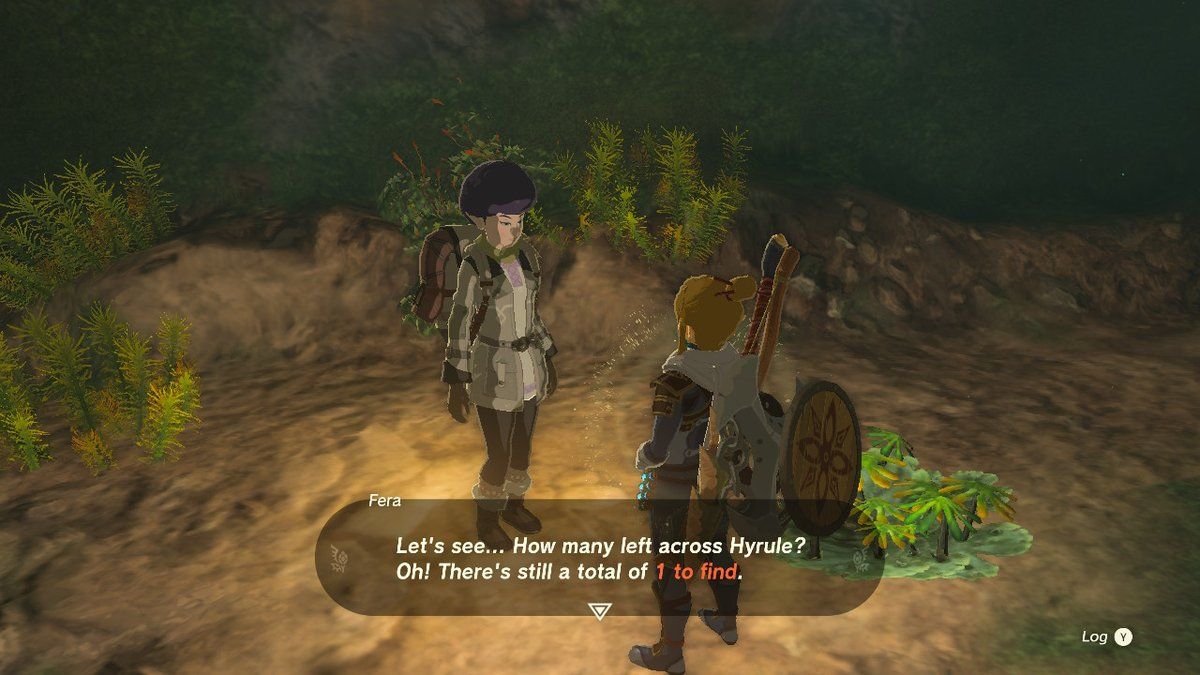 Fera
Let's see... How many left across Hyrule?
Oh! There's still a total of 1 to find.
Log Y